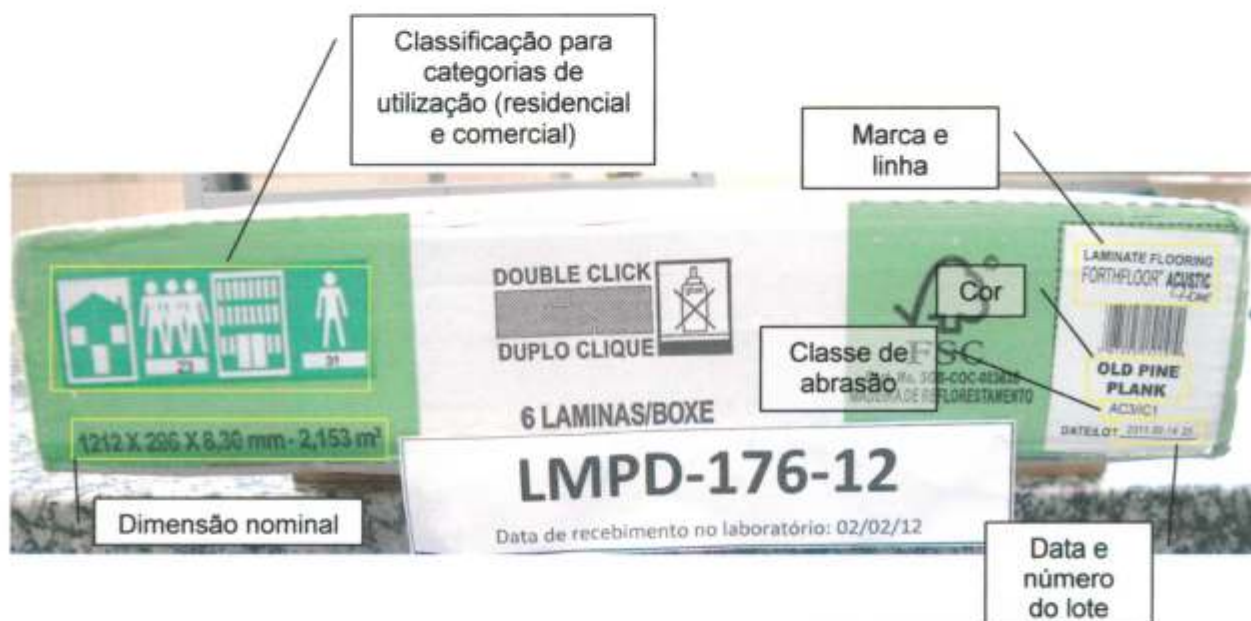 Classificação para
categorias de
utilização (residencial
e comercial)
Marca e
linha
LAMINATE FLOORING
FORTHFLOOR ACUSTIC
DOUBLE CLICK
DUPLO CLIQUE
23
31
Cor
FSC
MADEIRA DE REFLORESTAMENTO
Classe de
abrasão
OLD PINE
PLANK
AC3/IC1
DATE/LOT
6 LAMINAS/BOXE
1212 X 296 X 8,30 mm - 2,153 m²
LMPD-176-12
Data de recebimento no laboratório: 02/02/12
Dimensão nominal
Data e
número
do lote